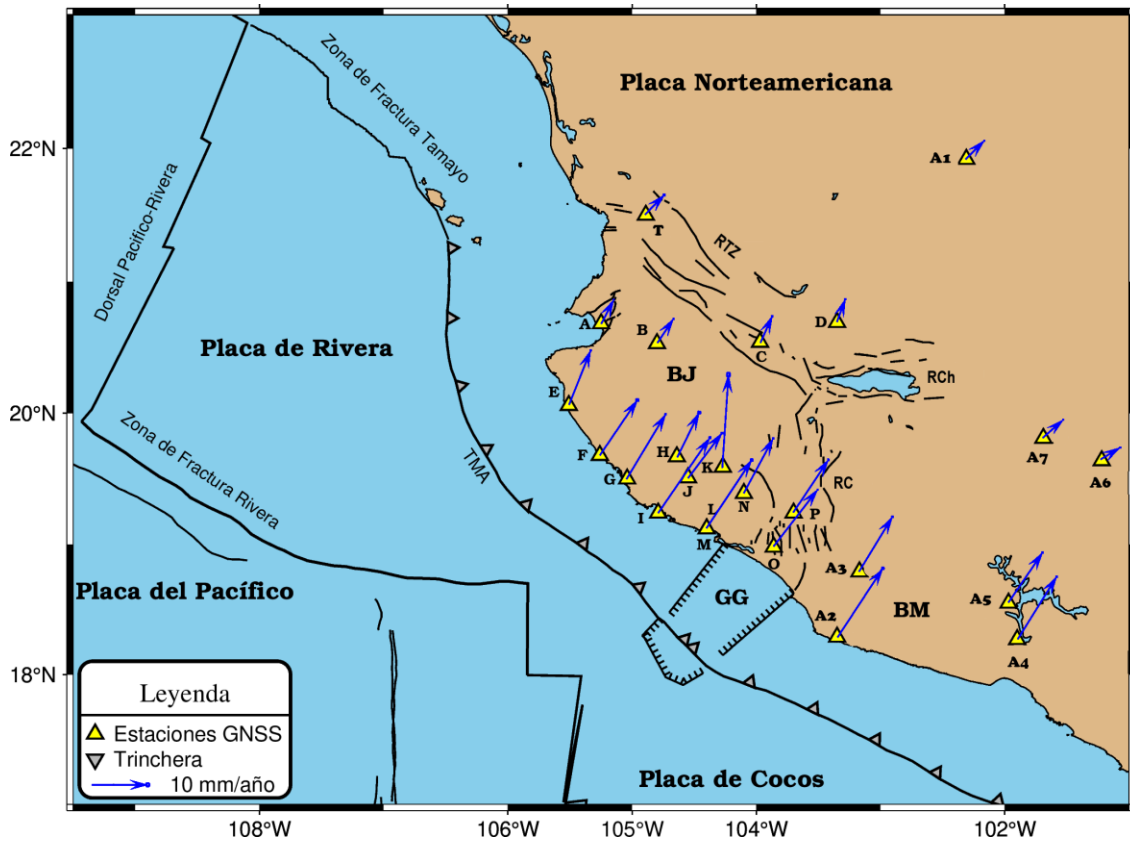 Zona de Fractura Tamayo
Placa Norteamericana
22°N
A1
T
RTZ
Dorsal Pacifico-Rivera
A
B
C
D
Placa de Rivera
BJ
RCh
E
20°N
Zona de Fractura Rivera
TMA
F
G
H
J
K
A7
A6
I
L
N
P
RC
M
O
Placa del Pacífico
GG
A3
A2
BM
A5
A4
18°N
Leyenda
Estaciones GNSS
Trinchera
10 mm/año
Placa de Cocos
108°W
106°W
104°W
104°W
102°W